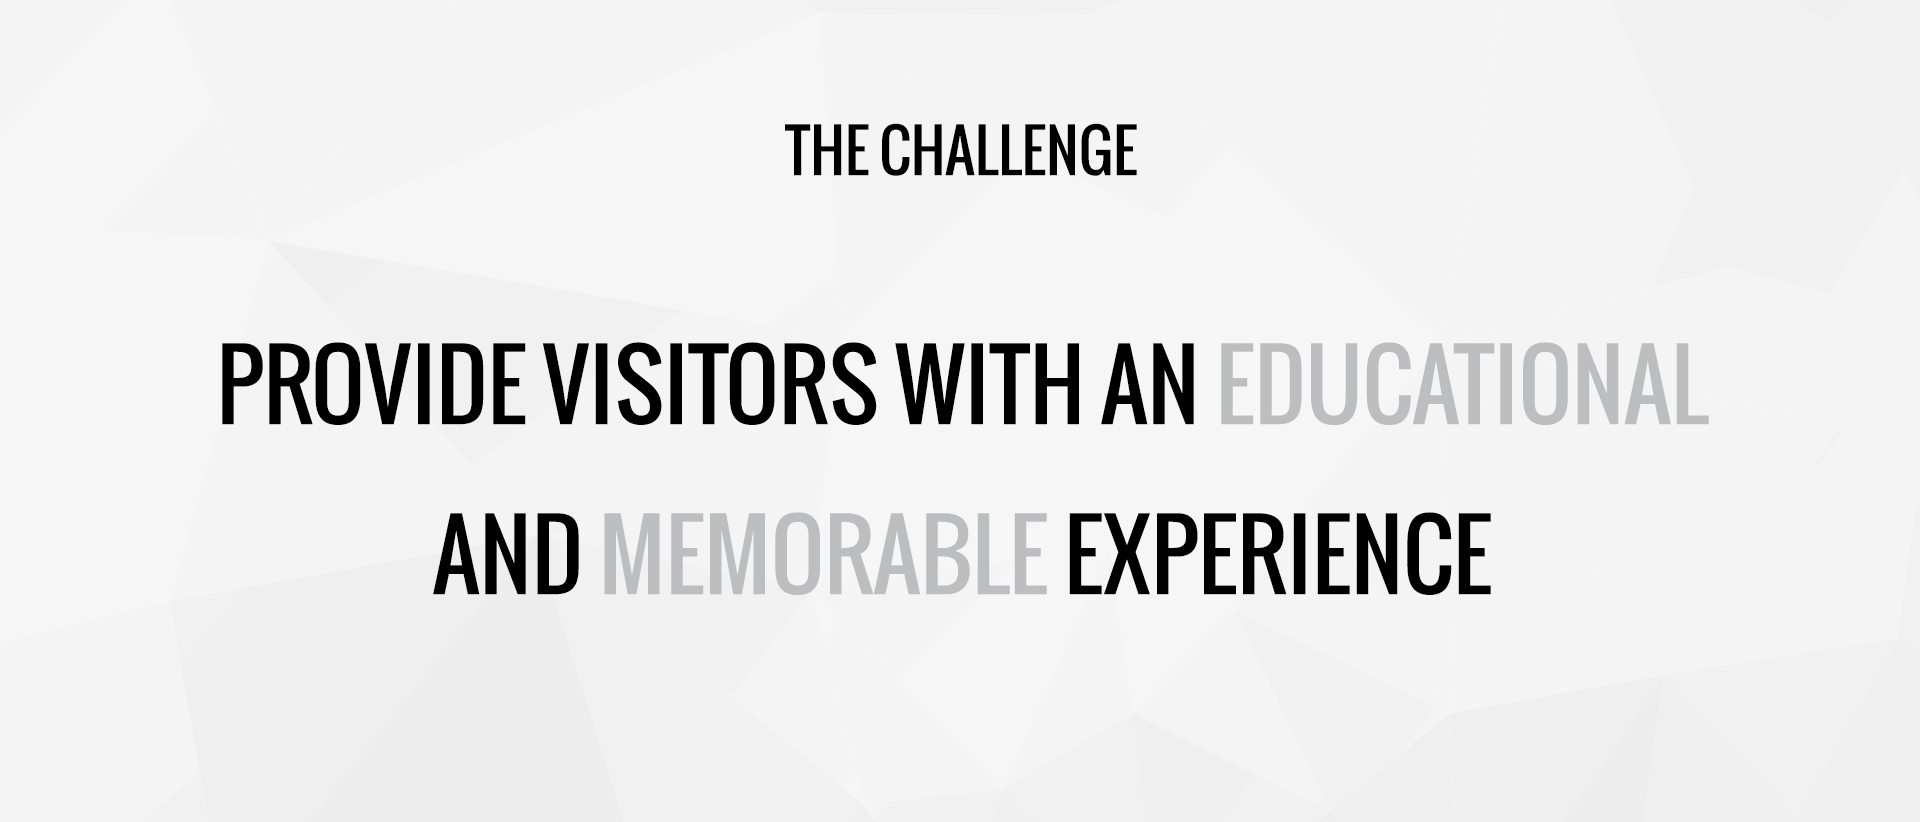 THE CHALLENGE
PROVIDE VISITORS WITH AN EDUCATIONAL
AND MEMORABLE EXPERIENCE